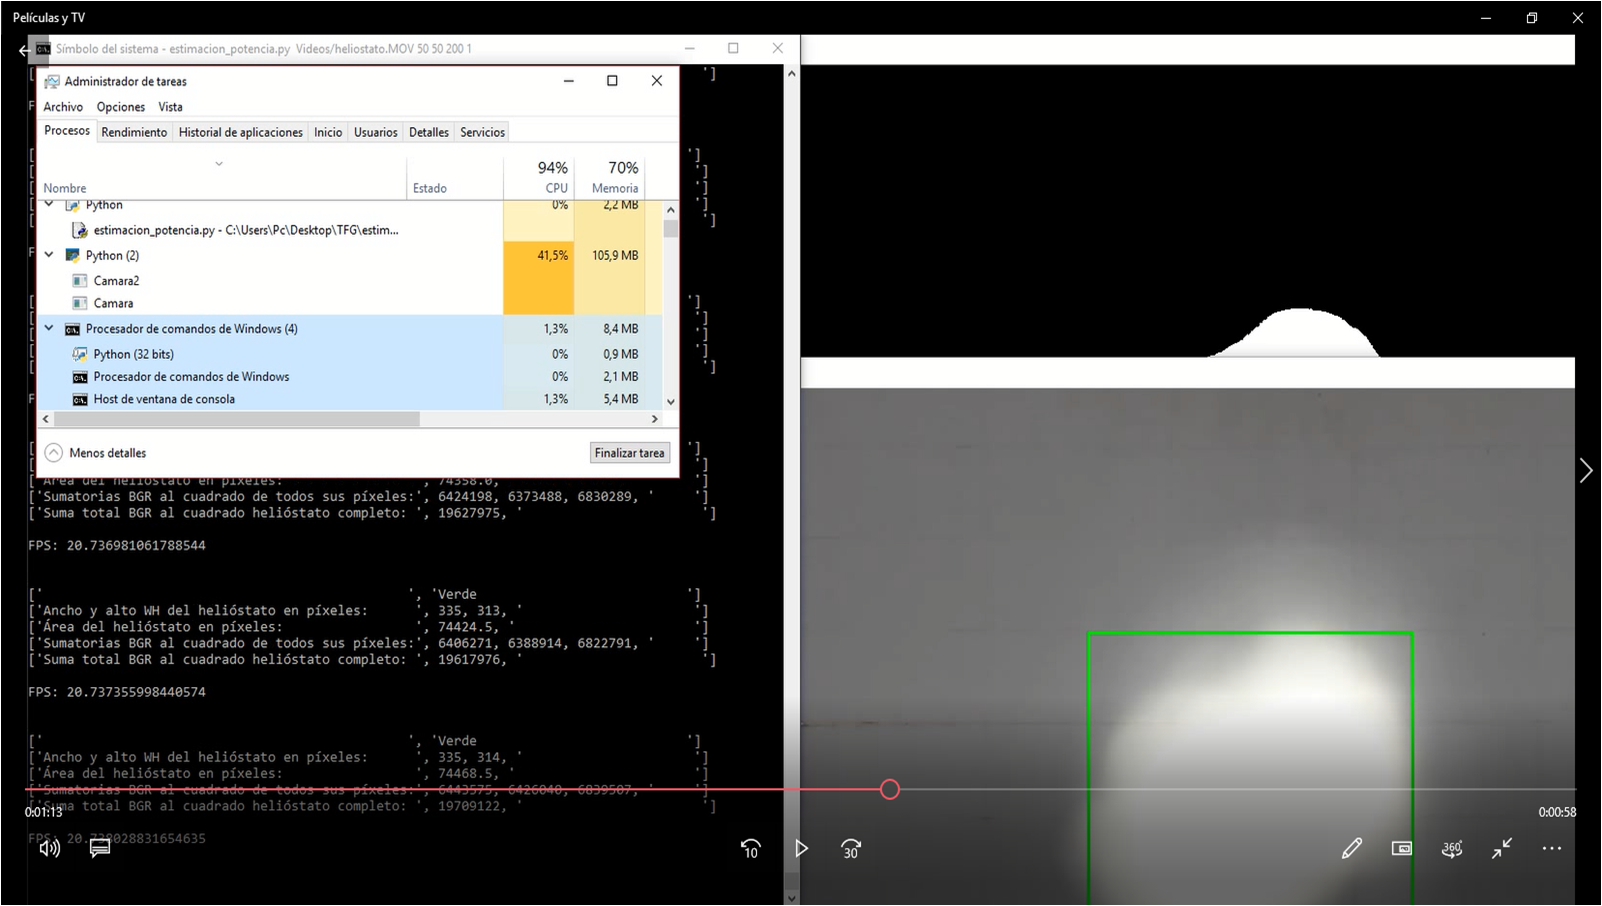 Películas y TV
Símbolo del sistema - estimacion_potencia.py Videos/heliostato.MOV 50 50 200 1
Administrador de tareas
Archivo Opciones Vista
Procesos Rendimiento Historial de aplicaciones Inicio Usuarios Detalles Servicios
94% 70%
Nombre Estado CPU Memoria
Python 0% 2,2 MB
estimacion_potencia.py - C:\Users\Pc\Desktop\TFG\estim...
Python (2) 41,5% 105,9 MB
Camara2
Camara
Procesador de comandos de Windows (4) 1,3% 8,4 MB
Python (32 bits) 0% 0,9 MB
Procesador de comandos de Windows 0% 2,1 MB
Host de ventana de consola 1,3% 5,4 MB
Menos detalles Finalizar tarea
['Área del helióstato en píxeles: ', 74358.0, '
['Sumatorias BGR al cuadrado de todos sus píxeles:', 6424198, 6373488, 6830289, ' ']
['Suma total BGR al cuadrado helióstato completo: ', 19627975, ' ']
FPS: 20.736981061788544
[' ', 'Verde ']
['Ancho y alto WH del helióstato en píxeles: ', 335, 313, ' ']
['Área del helióstato en píxeles: ', 74424.5, ' ']
['Sumatorias BGR al cuadrado de todos sus píxeles:', 6406271, 6388914, 6822791, ' ']
['Suma total BGR al cuadrado helióstato completo: ', 19617976, ' ']
FPS: 20.737355998440574
[' ', 'Verde ']
['Ancho y alto WH del helióstato en píxeles: ', 335, 314, ' ']
['Área del helióstato en píxeles: ', 74468.5, ' ']
['Sumatorias BGR al cuadrado de todos sus píxeles:', 6443575, 6426040, 6839507, ' ']
['Suma total BGR al cuadrado helióstato completo: ', 19709122, ' ']
0:01:13 0:00:58
FPS: 20.738028831654635
10 30 360°